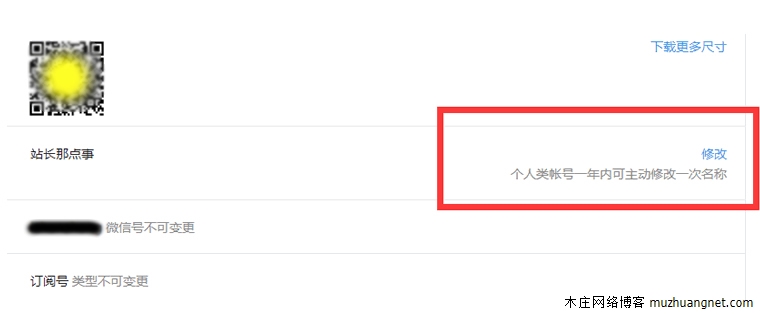 下载更多尺寸
站长那点事
修改
个人类帐号一年内可主动修改一次名称
微信号不可变更
订阅号 类型不可变更
木庄网络博客 muzhuangnet.com